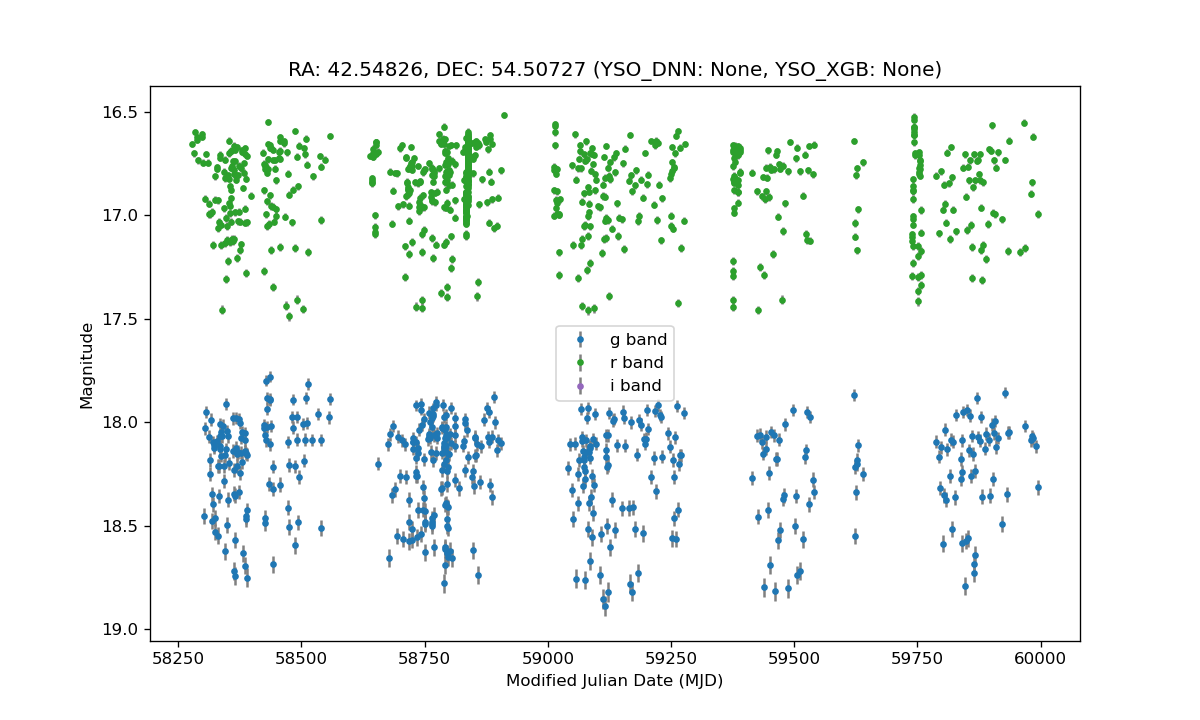 RA: 42.54826, DEC: 54.50727 (YSO_DNN: None, YSO_XGB: None)
16.5
17.0
17.5
18.0
18.5
19.0
Magnitude
g band
r band
i band
58250 58500 58750 59000 59250 59500 59750 60000
Modified Julian Date (MJD)